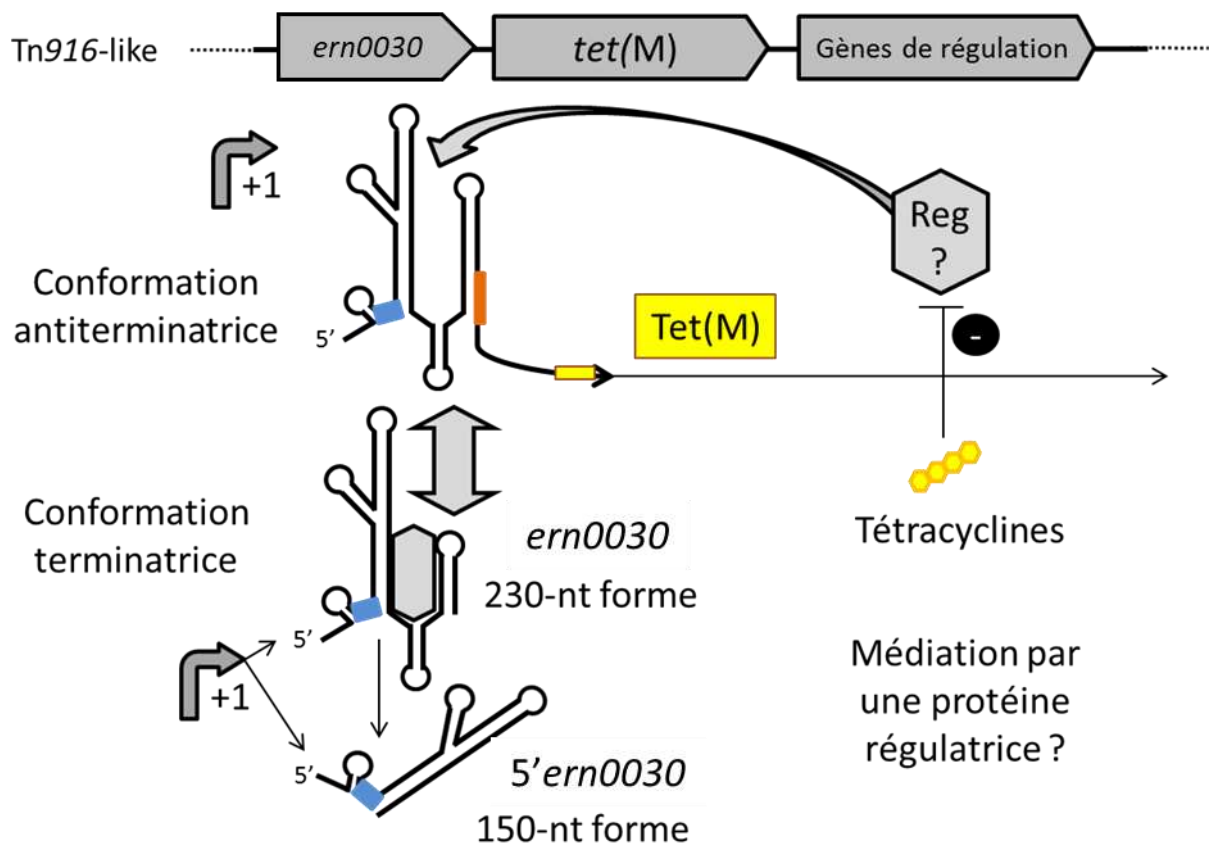 Tn916-like
ern0030
tet(M)
Gènes de régulation
+1
Reg
?
Conformation
antiterminatrice
5’
Tet(M)
-
Conformation
terminatrice
ern0030
230-nt forme
Tétracyclines
5’
+1
Médiation par
une protéine
régulatrice ?
5’
5’ern0030
150-nt forme